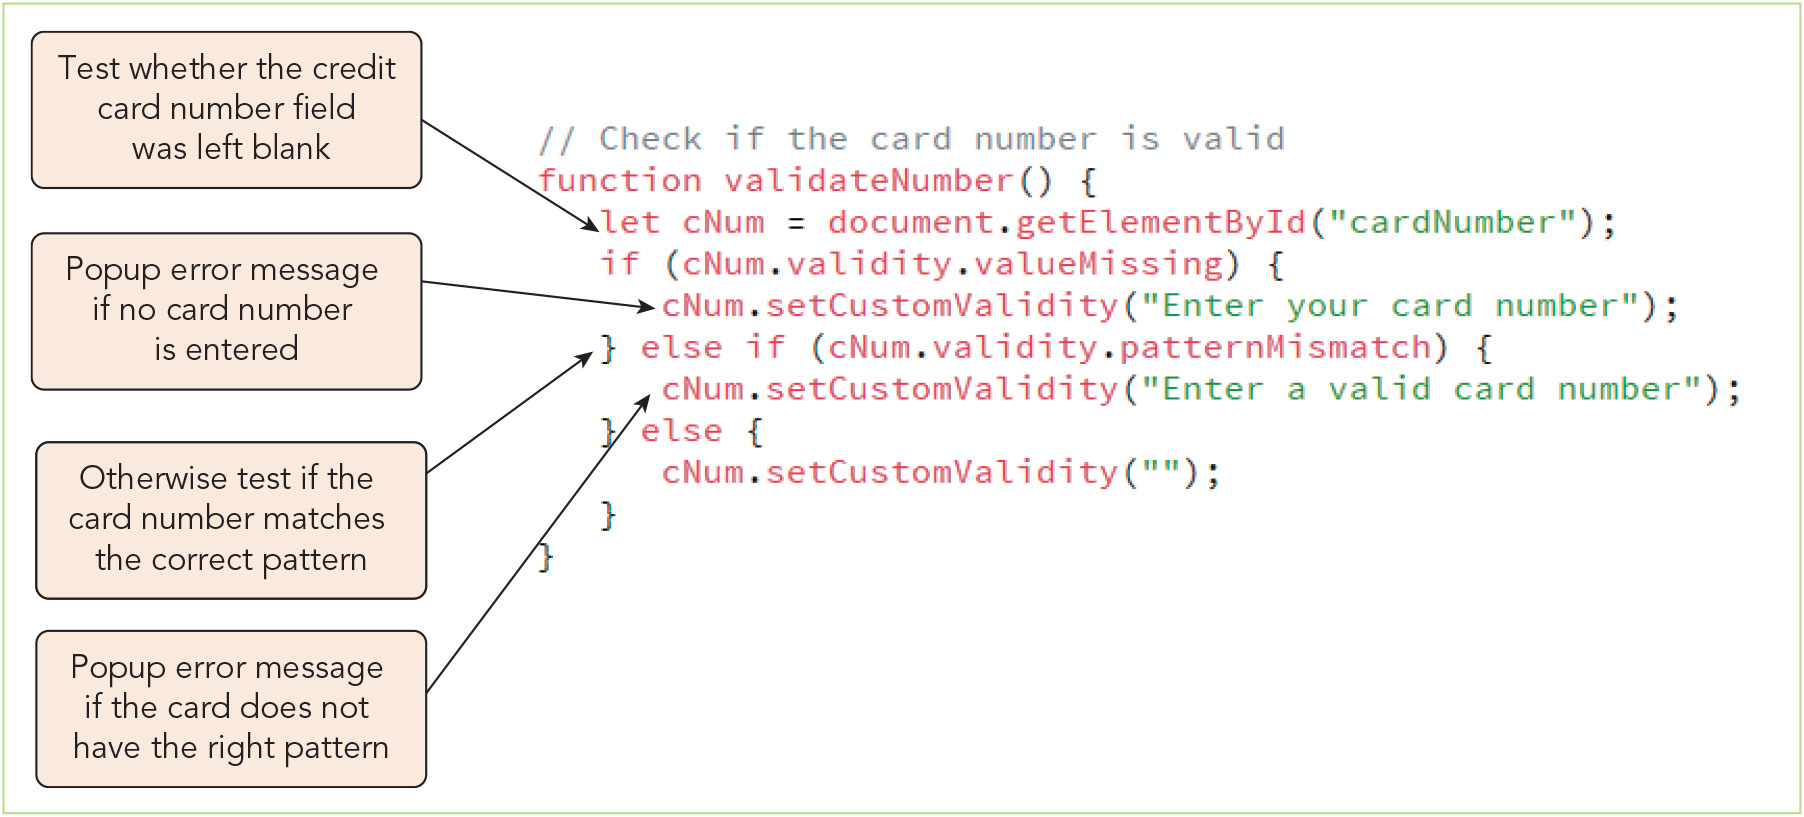 Test whether the credit
card number field
was left blank
Popup error message
if no card number
is entered
Otherwise test if the
card number matches
the correct pattern
Popup error message
if the card does not
have the right pattern
// Check if the card number is valid
function validateNumber() {
let cNum = document.getElementById("cardNumber");
if (cNum.validity.valueMissing) {
cNum.setCustomValidity("Enter your card number");
} else if (cNum.validity.patternMismatch) {
cNum.setCustomValidity("Enter a valid card number");
} else {
cNum.setCustomValidity("");
}
}